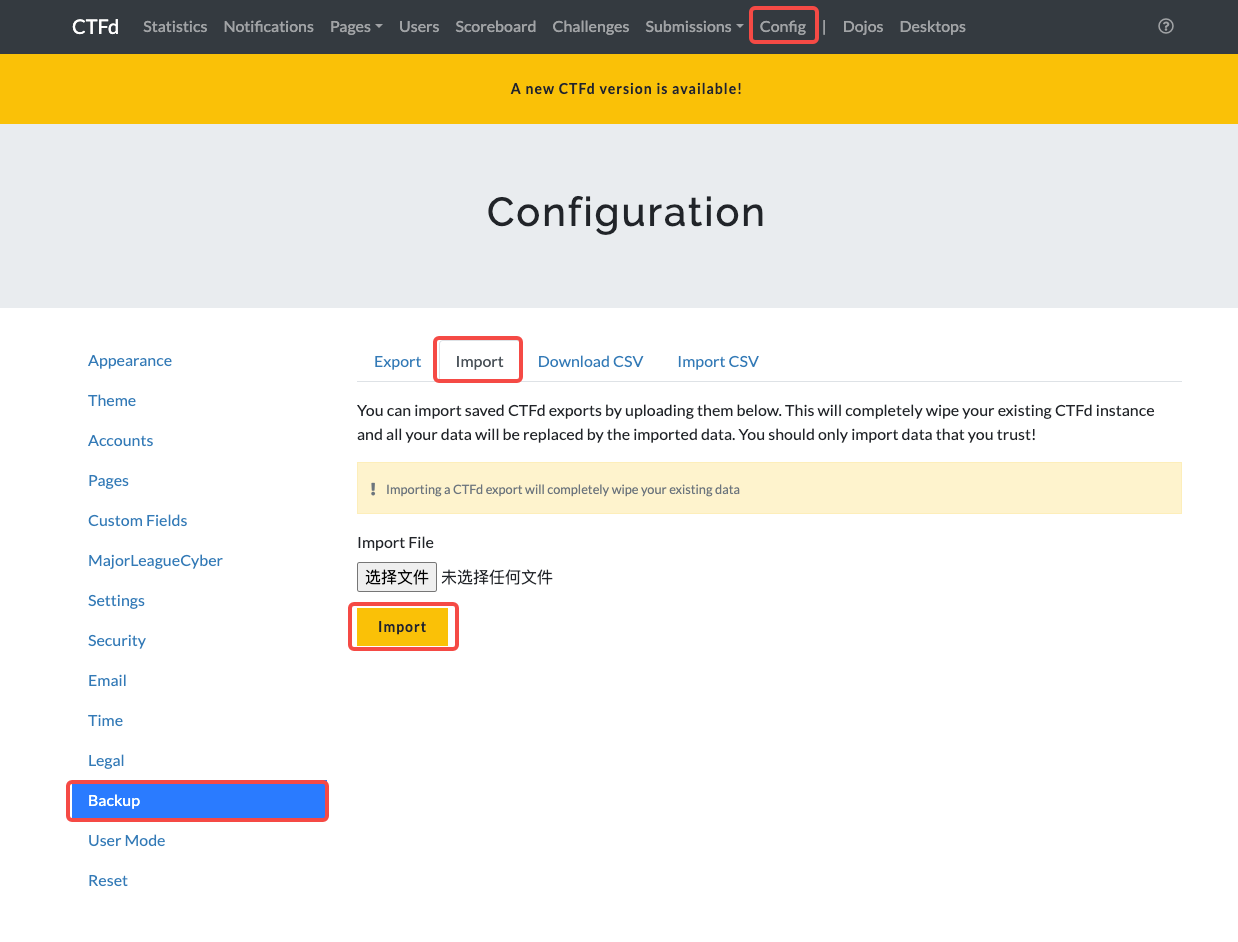 CTFd Statistics Notifications Pages Users Scoreboard Challenges Submissions Config | Dojos Desktops
A new CTFd version is available!
Configuration
Appearance
Theme
Accounts
Pages
Custom Fields
MajorLeagueCyber
Settings
Security
Email
Time
Legal
Backup
User Mode
Reset
Export Import Download CSV Import CSV
You can import saved CTFd exports by uploading them below. This will completely wipe your existing CTFd instance
and all your data will be replaced by the imported data. You should only import data that you trust!
Importing a CTFd export will completely wipe your existing data
Import File
选择文件 未选择任何文件
Import